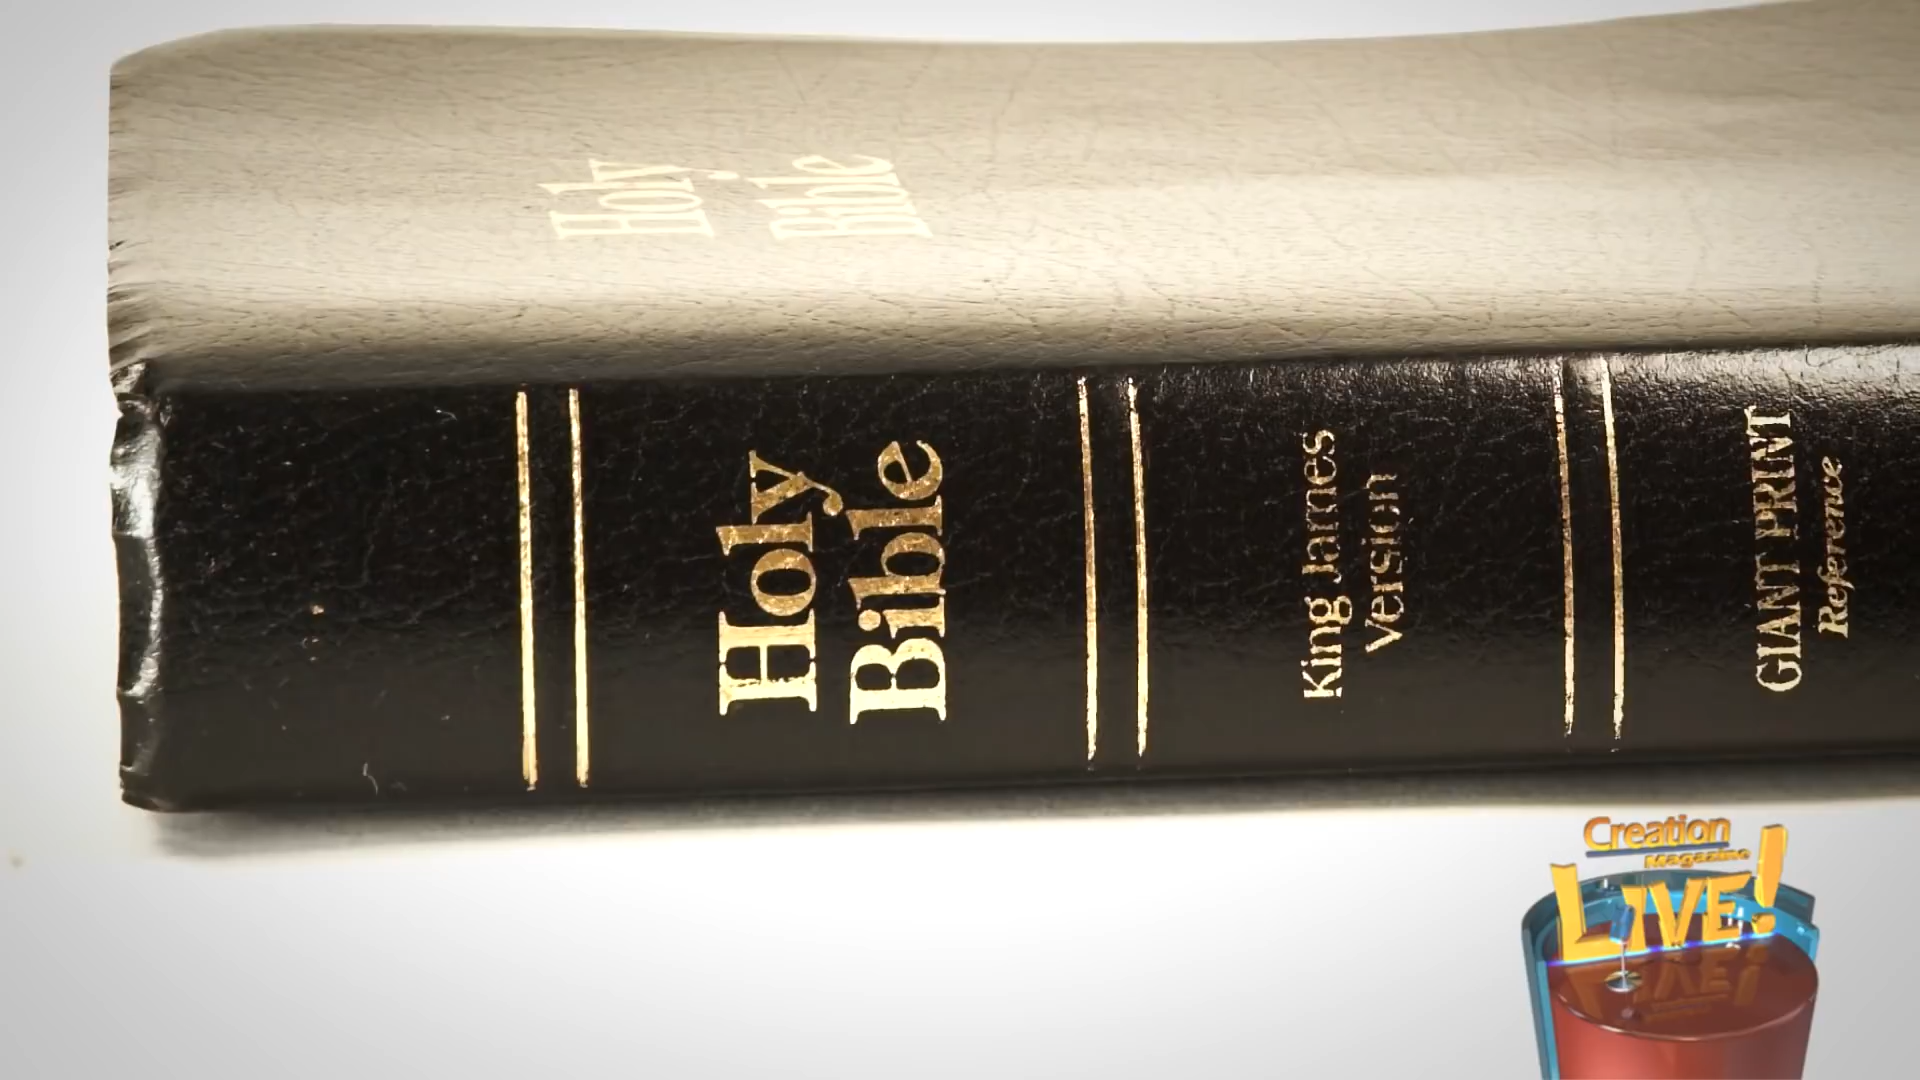 Holy
Bible
Holy
Bible
King James
Version
GIANT PRINT
Reference
Creation
Magazine
LIVE!